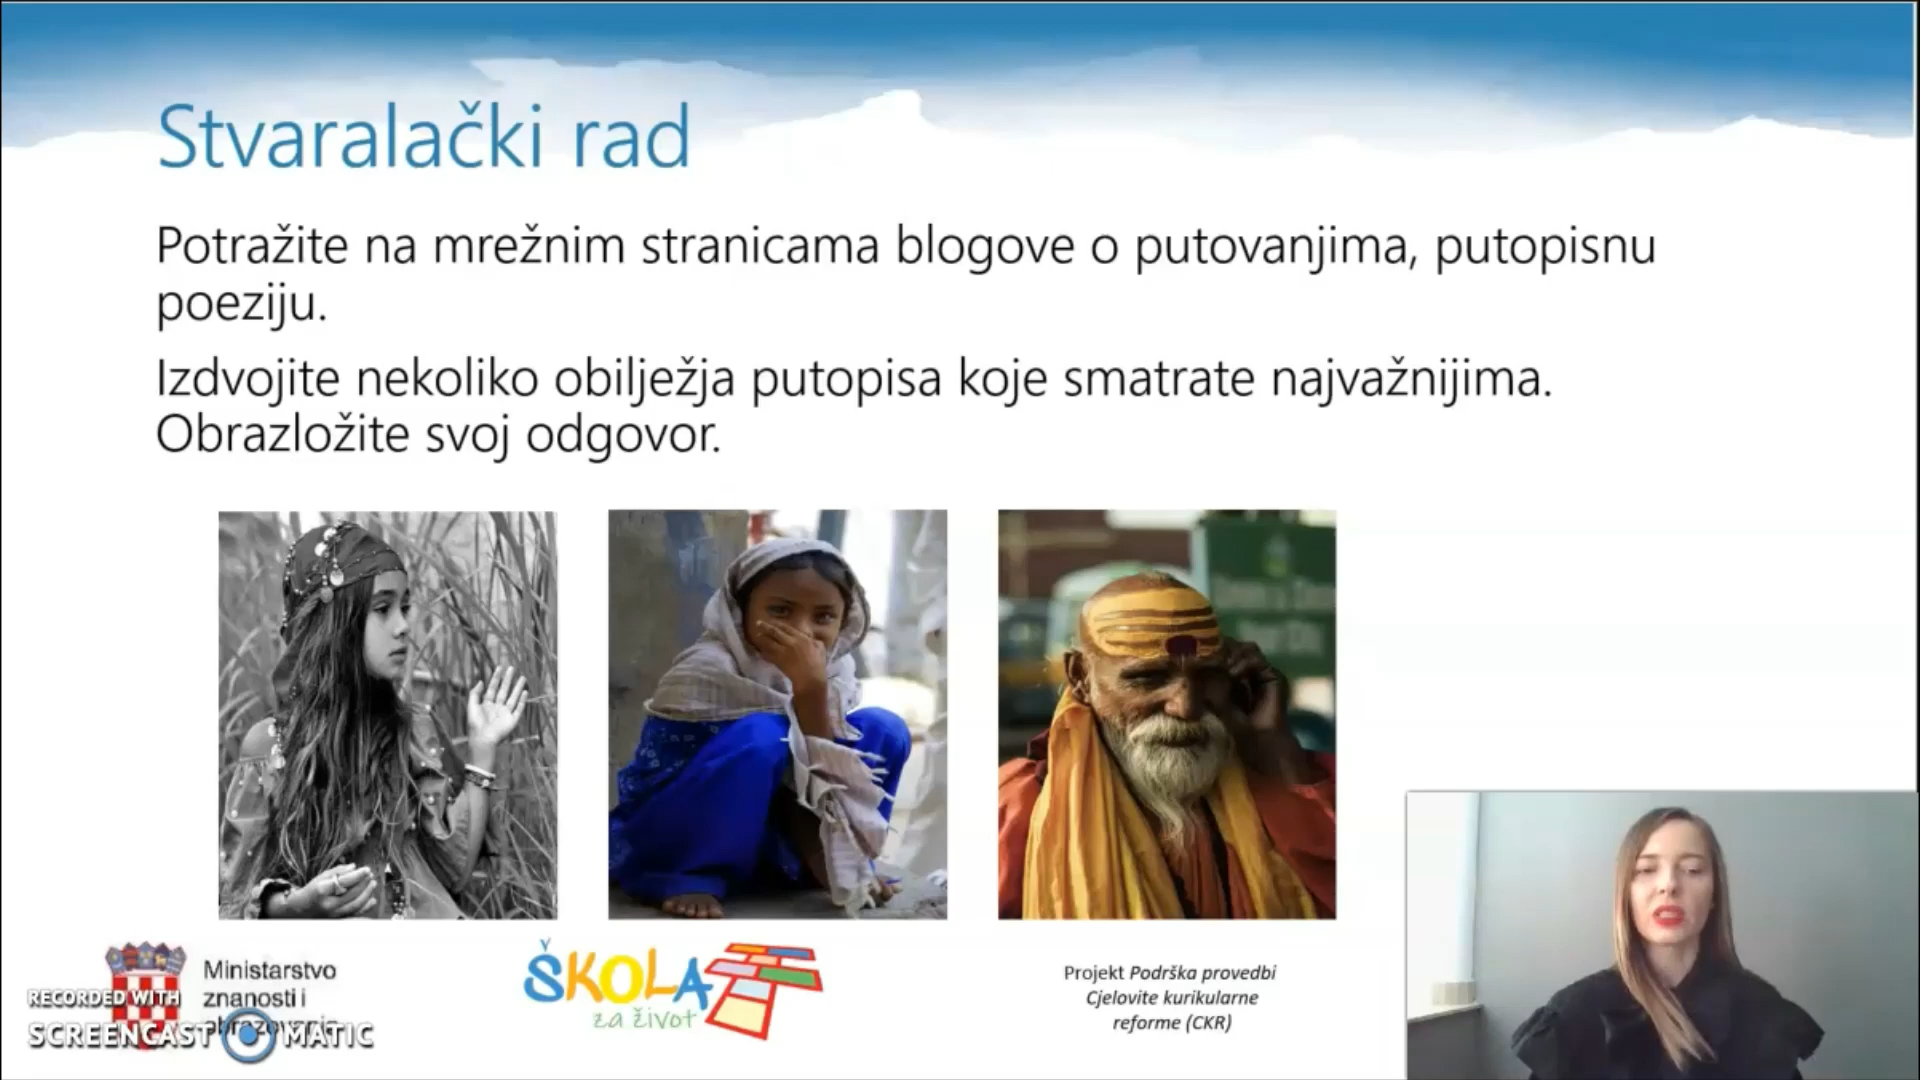 Stvaralački rad
Potražite na mrežnim stranicama blogove o putovanjima, putopisnu
poeziju.
Izdvojite nekoliko obilježja putopisa koje smatrate najvažnijima.
Obrazložite svoj odgovor.
Ministarstvo
znanosti i
obrazovanja
RECORDED WITH
SCREENCAST MATIC
ŠKOLA
za život
Projekt Podrška provedbi
Cjelovite kurikularne
reforme (CKR)